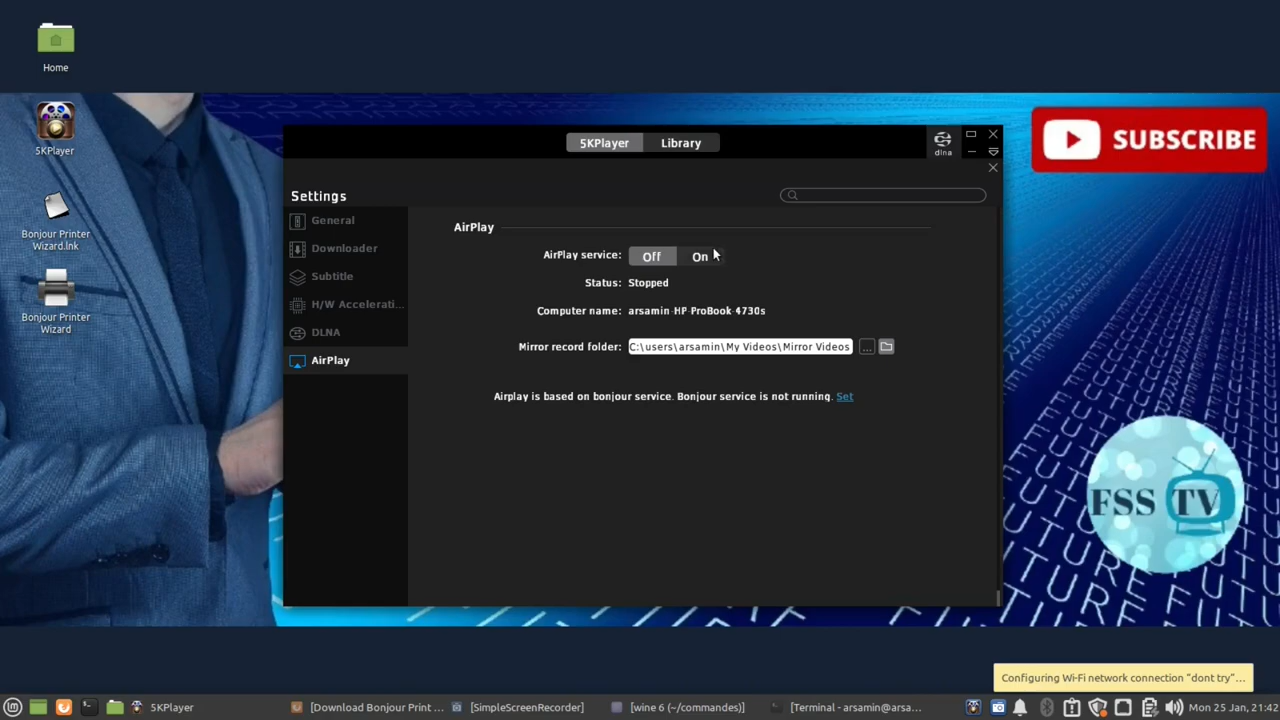 Home
5KPlayer
Bonjour Printer
Wizard.lnk
Bonjour Printer
Wizard
5KPlayer
Library
dlna
Settings
General
Downloader
Subtitle
H/W Accelerati...
DLNA
AirPlay
AirPlay
AirPlay service:
Off
On
Status:
Stopped
Computer name:
arsamin-HP-ProBook-4730s
Mirror record folder:
C:\users\arsamin\My Videos\Mirror Videos
...
Airplay is based on bonjour service. Bonjour service is not running. Set
SUBSCRIBE
FSS TV
FUTURE
FUTURE
Configuring Wi-Fi network connection “dont try”...
5KPlayer
[Download Bonjour Print ...
[SimpleScreenRecorder]
[wine 6 (~/commandes)]
[Terminal - arsamin@arsa...
Mon 25 Jan, 21:42